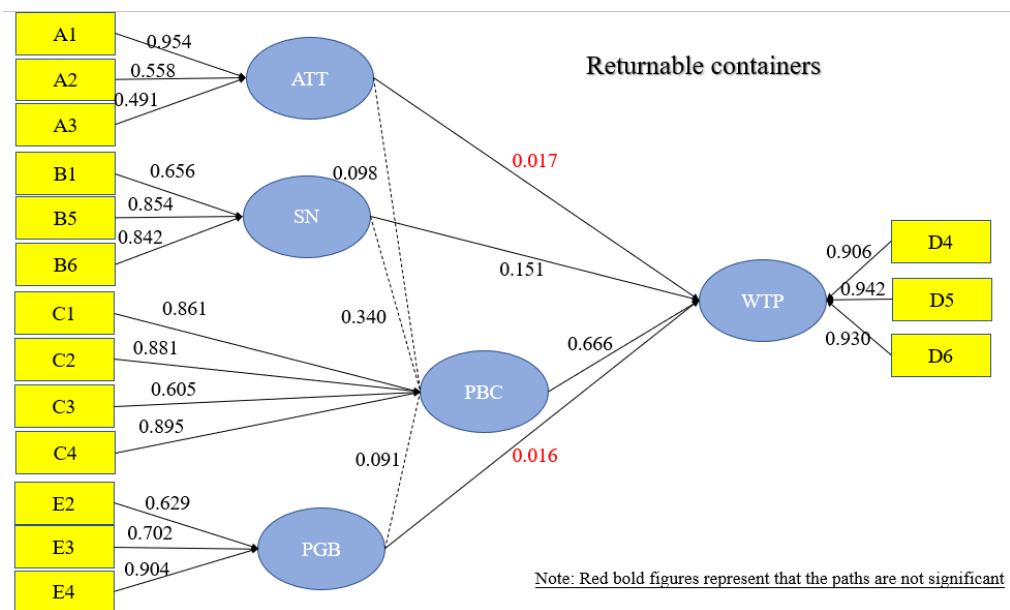 Returnable containers
A1
0.954
A2
0.558
A3
0.491
ATT
B1
0.656
B5
0.854
B6
0.842
SN
C1
0.861
C2
0.881
C3
0.605
C4
0.895
PBC
E2
0.629
E3
0.702
E4
0.904
PGB
0.098
0.340
0.091
0.017
0.151
0.666
0.016
WTP
D4
0.906
D5
0.942
D6
0.930
Note: Red bold figures represent that the paths are not significant